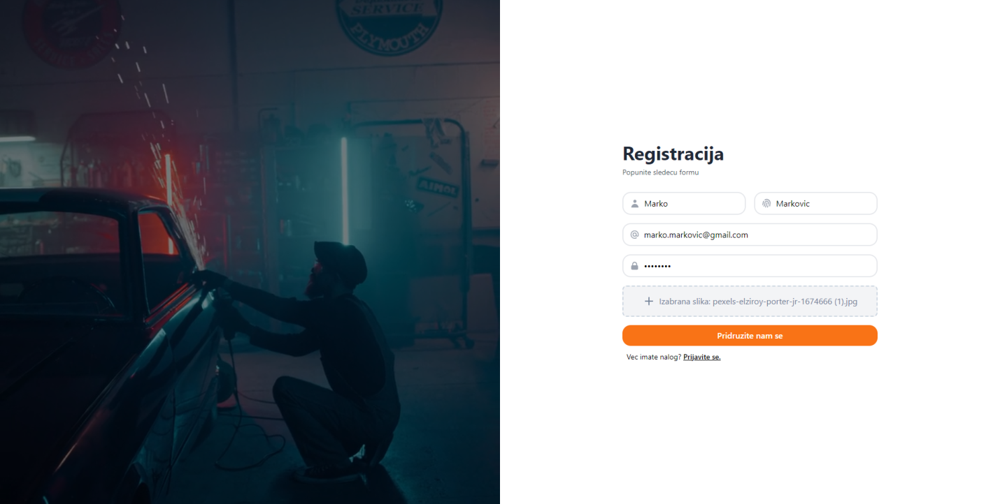 SERVICE
PLYMOUTH
AIMOL
Registracija
Popunite sledecu formu
Marko
Markovic
@ marko.markovic@gmail.com
••••••••
+ Izabrana slika: pexels-elziroy-porter-jr-1674666 (1).jpg
Pridruzite nam se
Vec imate nalog? Prijavite se.